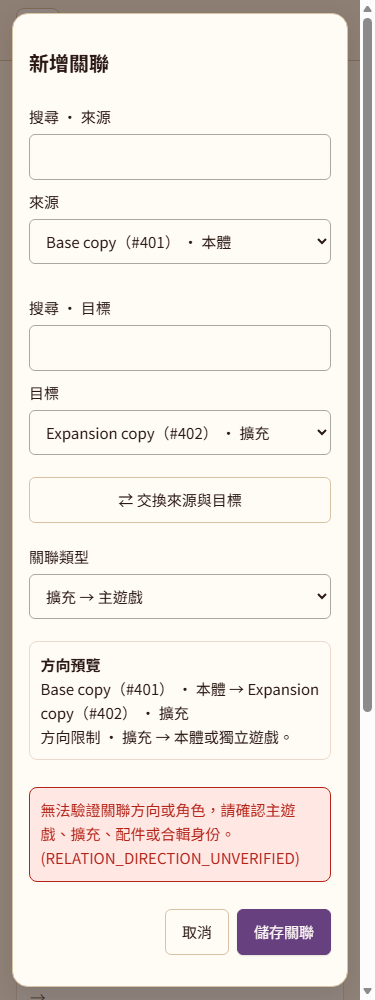 新增關聯
搜尋 · 來源
來源
Base copy（#401） · 本體
搜尋 · 目標
目標
Expansion copy（#402） · 擴充
⇄ 交換來源與目標
關聯類型
擴充 → 主遊戲
方向預覽
Base copy（#401） · 本體 → Expansion
copy（#402） · 擴充
方向限制 · 擴充 → 本體或獨立遊戲。
無法驗證關聯方向或角色，請確認主遊
戲、擴充、配件或合輯身份。
(RELATION_DIRECTION_UNVERIFIED)
取消
儲存關聯
→